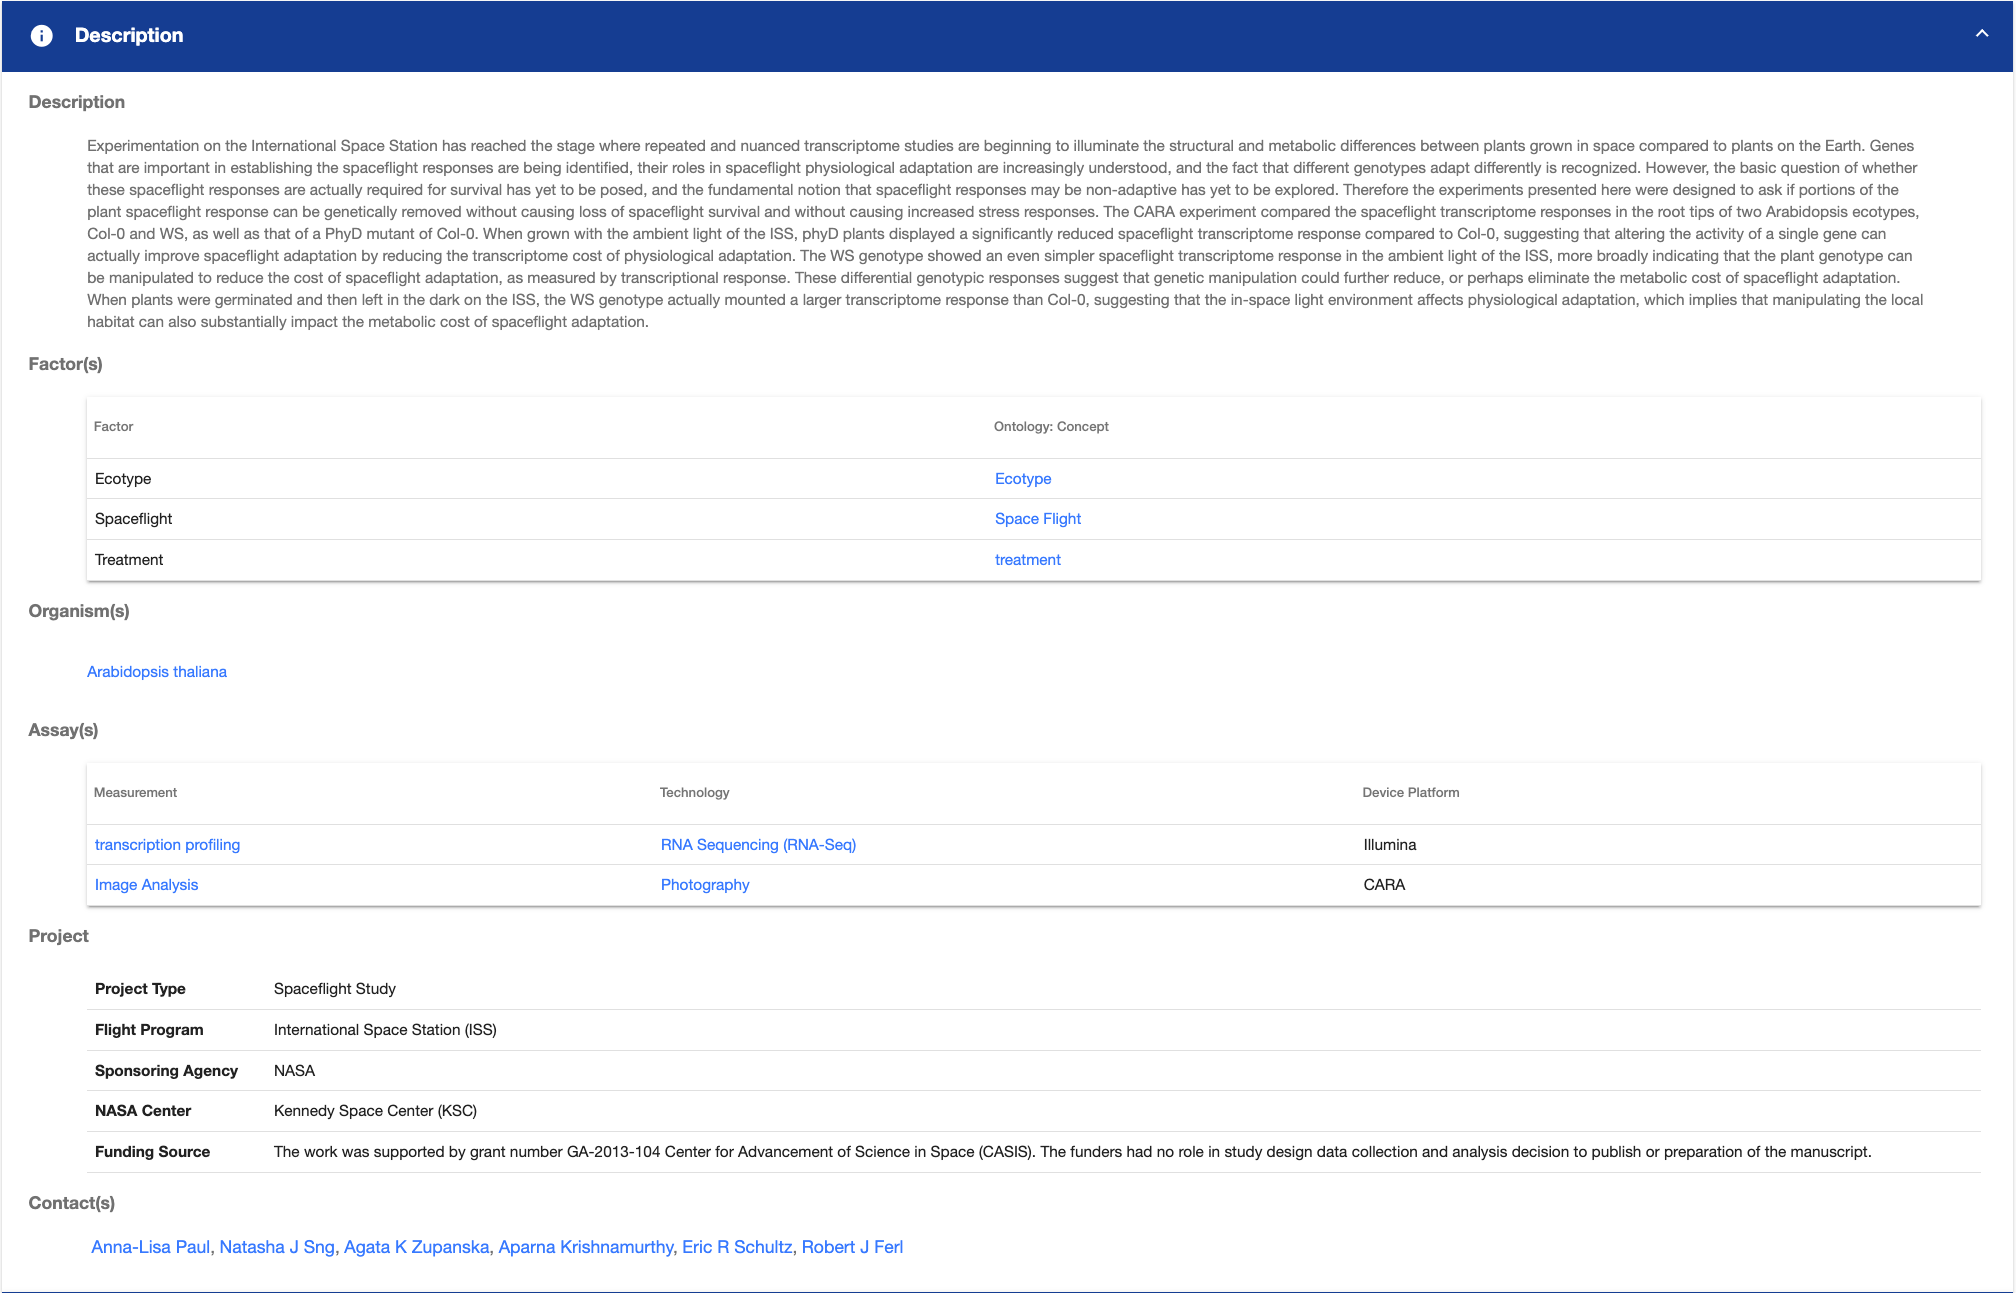 Description
Description
Experimentation on the International Space Station has reached the stage where repeated and nuanced transcriptome studies are beginning to illuminate the structural and metabolic differences between plants grown in space compared to plants on the Earth. Genes
that are important in establishing the spaceflight responses are being identified, their roles in spaceflight physiological adaptation are increasingly understood, and the fact that different genotypes adapt differently is recognized. However, the basic question of whether
these spaceflight responses are actually required for survival has yet to be posed, and the fundamental notion that spaceflight responses may be non-adaptive has yet to be explored. Therefore the experiments presented here were designed to ask if portions of the
plant spaceflight response can be genetically removed without causing loss of spaceflight survival and without causing increased stress responses. The CARA experiment compared the spaceflight transcriptome responses in the root tips of two Arabidopsis ecotypes,
Col-0 and WS, as well as that of a PhyD mutant of Col-0. When grown with the ambient light of the ISS, phyD plants displayed a significantly reduced spaceflight transcriptome response compared to Col-0, suggesting that altering the activity of a single gene can
actually improve spaceflight adaptation by reducing the transcriptome cost of physiological adaptation. The WS genotype showed an even simpler spaceflight transcriptome response in the ambient light of the ISS, more broadly indicating that the plant genotype can
be manipulated to reduce the cost of spaceflight adaptation, as measured by transcriptional response. These differential genotypic responses suggest that genetic manipulation could further reduce, or perhaps eliminate the metabolic cost of spaceflight adaptation.
When plants were germinated and then left in the dark on the ISS, the WS genotype actually mounted a larger transcriptome response than Col-0, suggesting that the in-space light environment affects physiological adaptation, which implies that manipulating the local
habitat can also substantially impact the metabolic cost of spaceflight adaptation.
Factor(s)
Factor Ontology: Concept
Ecotype Ecotype
Spaceflight Space Flight
Treatment treatment
Organism(s)
Arabidopsis thaliana
Assay(s)
Measurement Technology Device Platform
transcription profiling RNA Sequencing (RNA-Seq) Illumina
Image Analysis Photography CARA
Project
Project Type Spaceflight Study
Flight Program International Space Station (ISS)
Sponsoring Agency NASA
NASA Center Kennedy Space Center (KSC)
Funding Source The work was supported by grant number GA-2013-104 Center for Advancement of Science in Space (CASIS). The funders had no role in study design data collection and analysis decision to publish or preparation of the manuscript.
Contact(s)
Anna-Lisa Paul, Natasha J Sng, Agata K Zupanska, Aparna Krishnamurthy, Eric R Schultz, Robert J Ferl